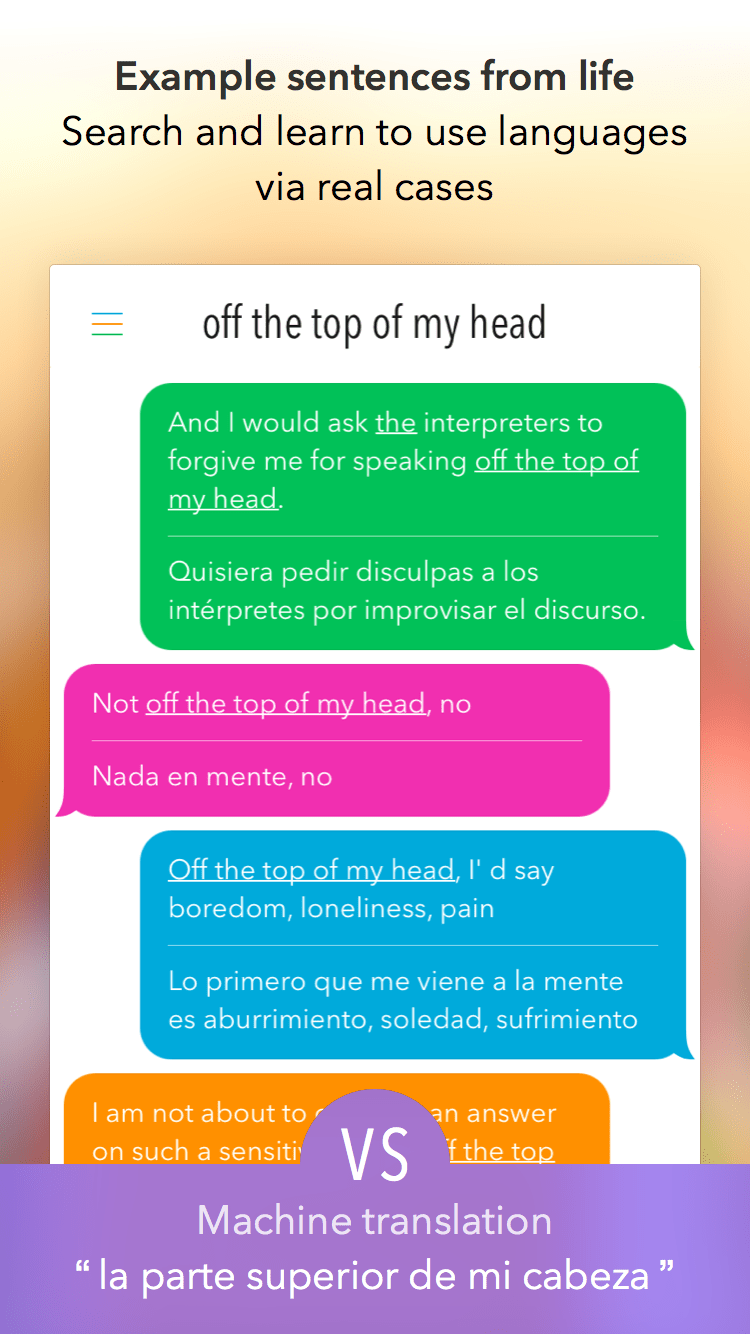 Example sentences from life
Search and learn to use languages
via real cases
off the top of my head
And I would ask the interpreters to
forgive me for speaking off the top of
my head.
Quisiera pedir disculpas a los
intérpretes por improvisar el discurso.
Not off the top of my head, no
Nada en mente, no
Off the top of my head, I' d say
boredom, loneliness, pain
Lo primero que me viene a la mente
es aburrimiento, soledad, sufrimiento
I am not about to an answer
on such a the top
VS
Machine translation
“ la parte superior de mi cabeza ”